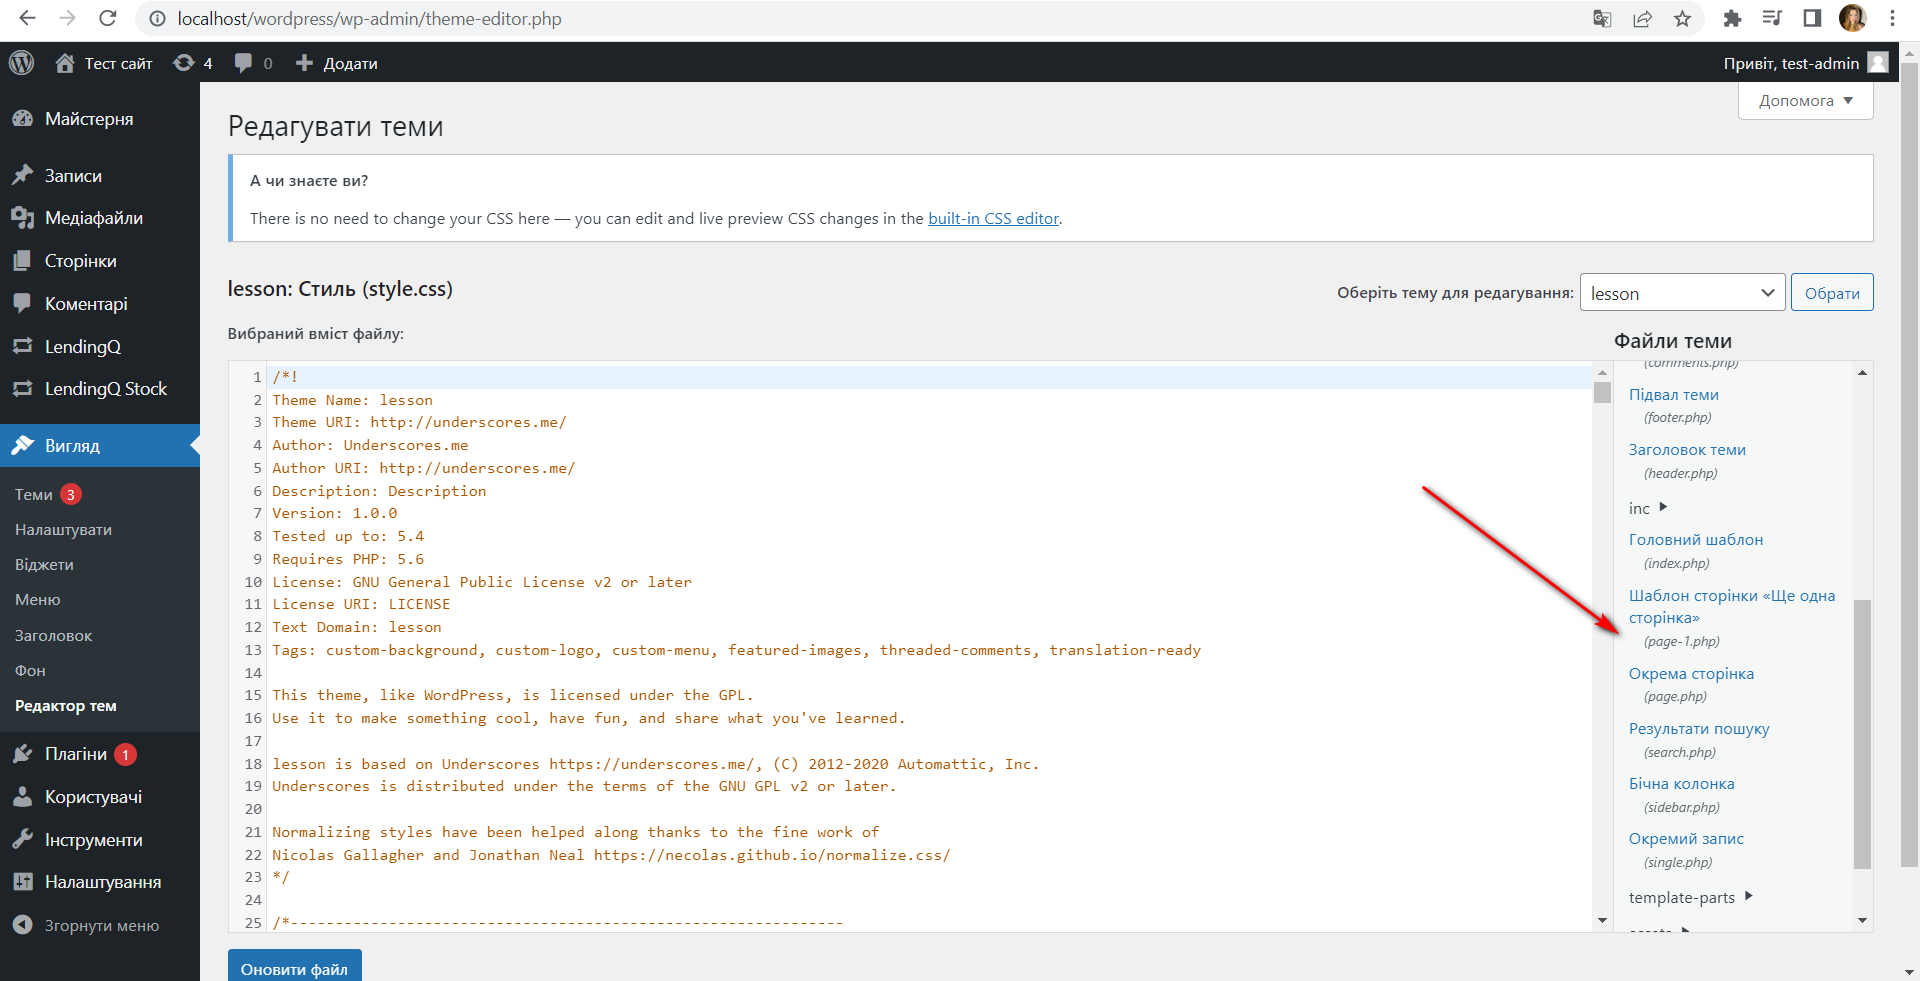 localhost/wordpress/wp-admin/theme-editor.php
Тест сайт 4 0 Додати Привіт, test-admin
Допомога
Майстерня
Записи
Медіафайли
Сторінки
Коментарі
LendingQ
LendingQ Stock
Вигляд
Теми 3
Налаштувати
Віджети
Меню
Заголовок
Фон
Редактор тем
Плагіни 1
Користувачі
Інструменти
Налаштування
Згорнути меню
Редагувати теми
А чи знаєте ви?
There is no need to change your CSS here — you can edit and live preview CSS changes in the built-in CSS editor.
lesson: Стиль (style.css)
Оберіть тему для редагування: lesson Обрати
Вибраний вміст файлу:
1 /*!
2 Theme Name: lesson
3 Theme URI: http://underscores.me/
4 Author: Underscores.me
5 Author URI: http://underscores.me/
6 Description: Description
7 Version: 1.0.0
8 Tested up to: 5.4
9 Requires PHP: 5.6
10 License: GNU General Public License v2 or later
11 License URI: LICENSE
12 Text Domain: lesson
13 Tags: custom-background, custom-logo, custom-menu, featured-images, threaded-comments, translation-ready
14
15 This theme, like WordPress, is licensed under the GPL.
16 Use it to make something cool, have fun, and share what you've learned.
17
18 lesson is based on Underscores https://underscores.me/, (C) 2012-2020 Automattic, Inc.
19 Underscores is distributed under the terms of the GNU GPL v2 or later.
20
21 Normalizing styles have been helped along thanks to the fine work of
22 Nicolas Gallagher and Jonathan Neal https://necolas.github.io/normalize.css/
23 */
24
25 /*--------------------------------------------------------------
Файли теми
(comments.php)
Підвал теми
(footer.php)
Заголовок теми
(header.php)
inc
Головний шаблон
(index.php)
Шаблон сторінки «Ще одна
сторінка»
(page-1.php)
Окрема сторінка
(page.php)
Результати пошуку
(search.php)
Бічна колонка
(sidebar.php)
Окремий запис
(single.php)
template-parts
Оновити файл